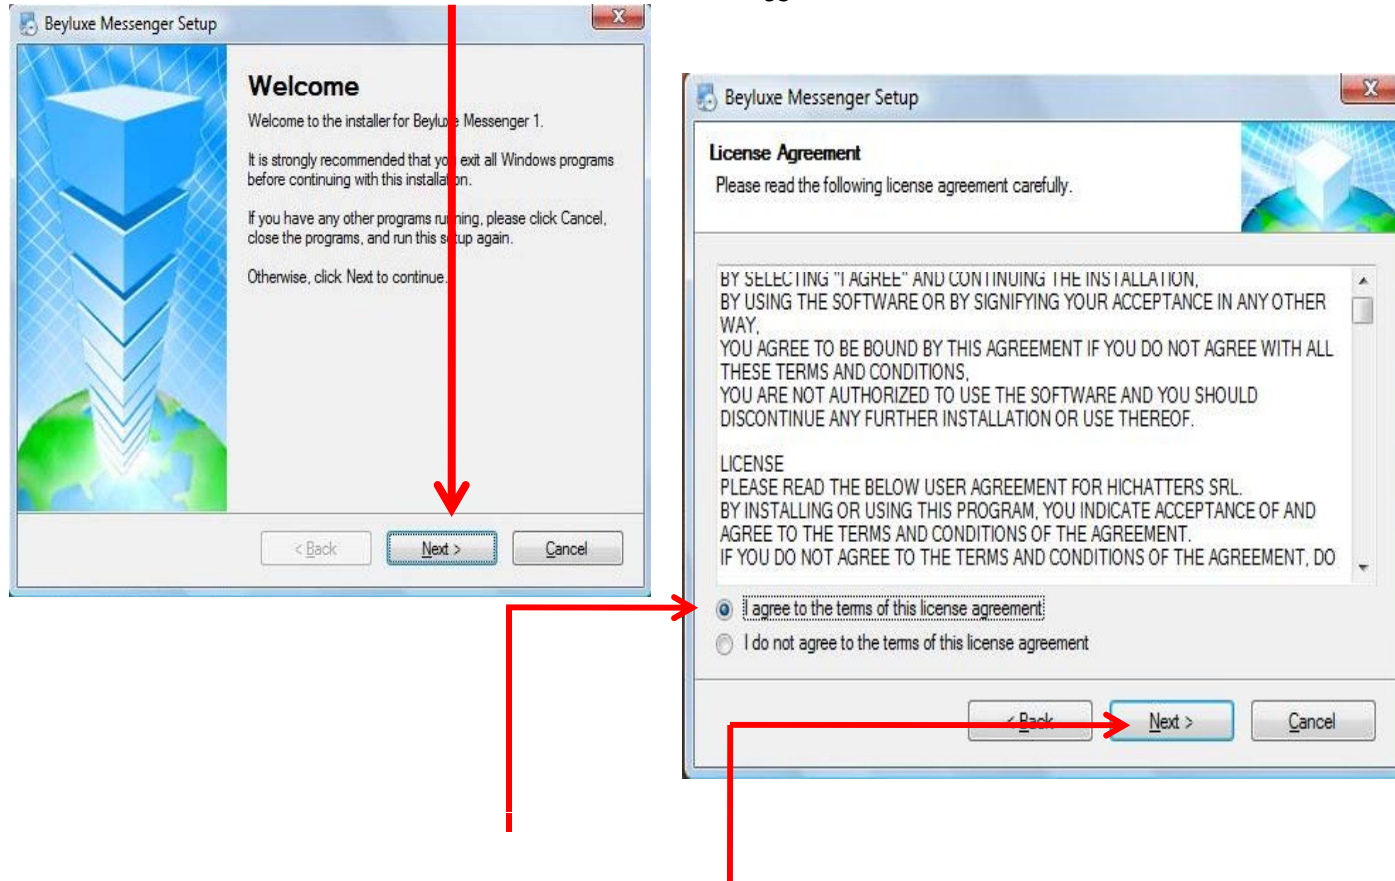 Beyluxe Messenger Setup
Welcome
Welcome to the installer for Beyluxe Messenger 1.
It is strongly recommended that you exit all Windows programs
before continuing with this installation.
If you have any other programs running, please click Cancel,
close the programs, and run this setup again.
Otherwise, click Next to continue.
< Back
Next >
Cancel
Beyluxe Messenger Setup
License Agreement
Please read the following license agreement carefully.
BY SELECTING "I AGREE" AND CONTINUING THE INSTALLATION,
BY USING THE SOFTWARE OR BY SIGNIFYING YOUR ACCEPTANCE IN ANY OTHER
WAY,
YOU AGREE TO BE BOUND BY THIS AGREEMENT IF YOU DO NOT AGREE WITH ALL
THESE TERMS AND CONDITIONS,
YOU ARE NOT AUTHORIZED TO USE THE SOFTWARE AND YOU SHOULD
DISCONTINUE ANY FURTHER INSTALLATION OR USE THEREOF.
LICENSE
PLEASE READ THE BELOW USER AGREEMENT FOR HICHATTERS SRL.
BY INSTALLING OR USING THIS PROGRAM, YOU INDICATE ACCEPTANCE OF AND
AGREE TO THE TERMS AND CONDITIONS OF THE AGREEMENT.
IF YOU DO NOT AGREE TO THE TERMS AND CONDITIONS OF THE AGREEMENT, DO
I agree to the terms of this license agreement
I do not agree to the terms of this license agreement
< Back
Next >
Cancel